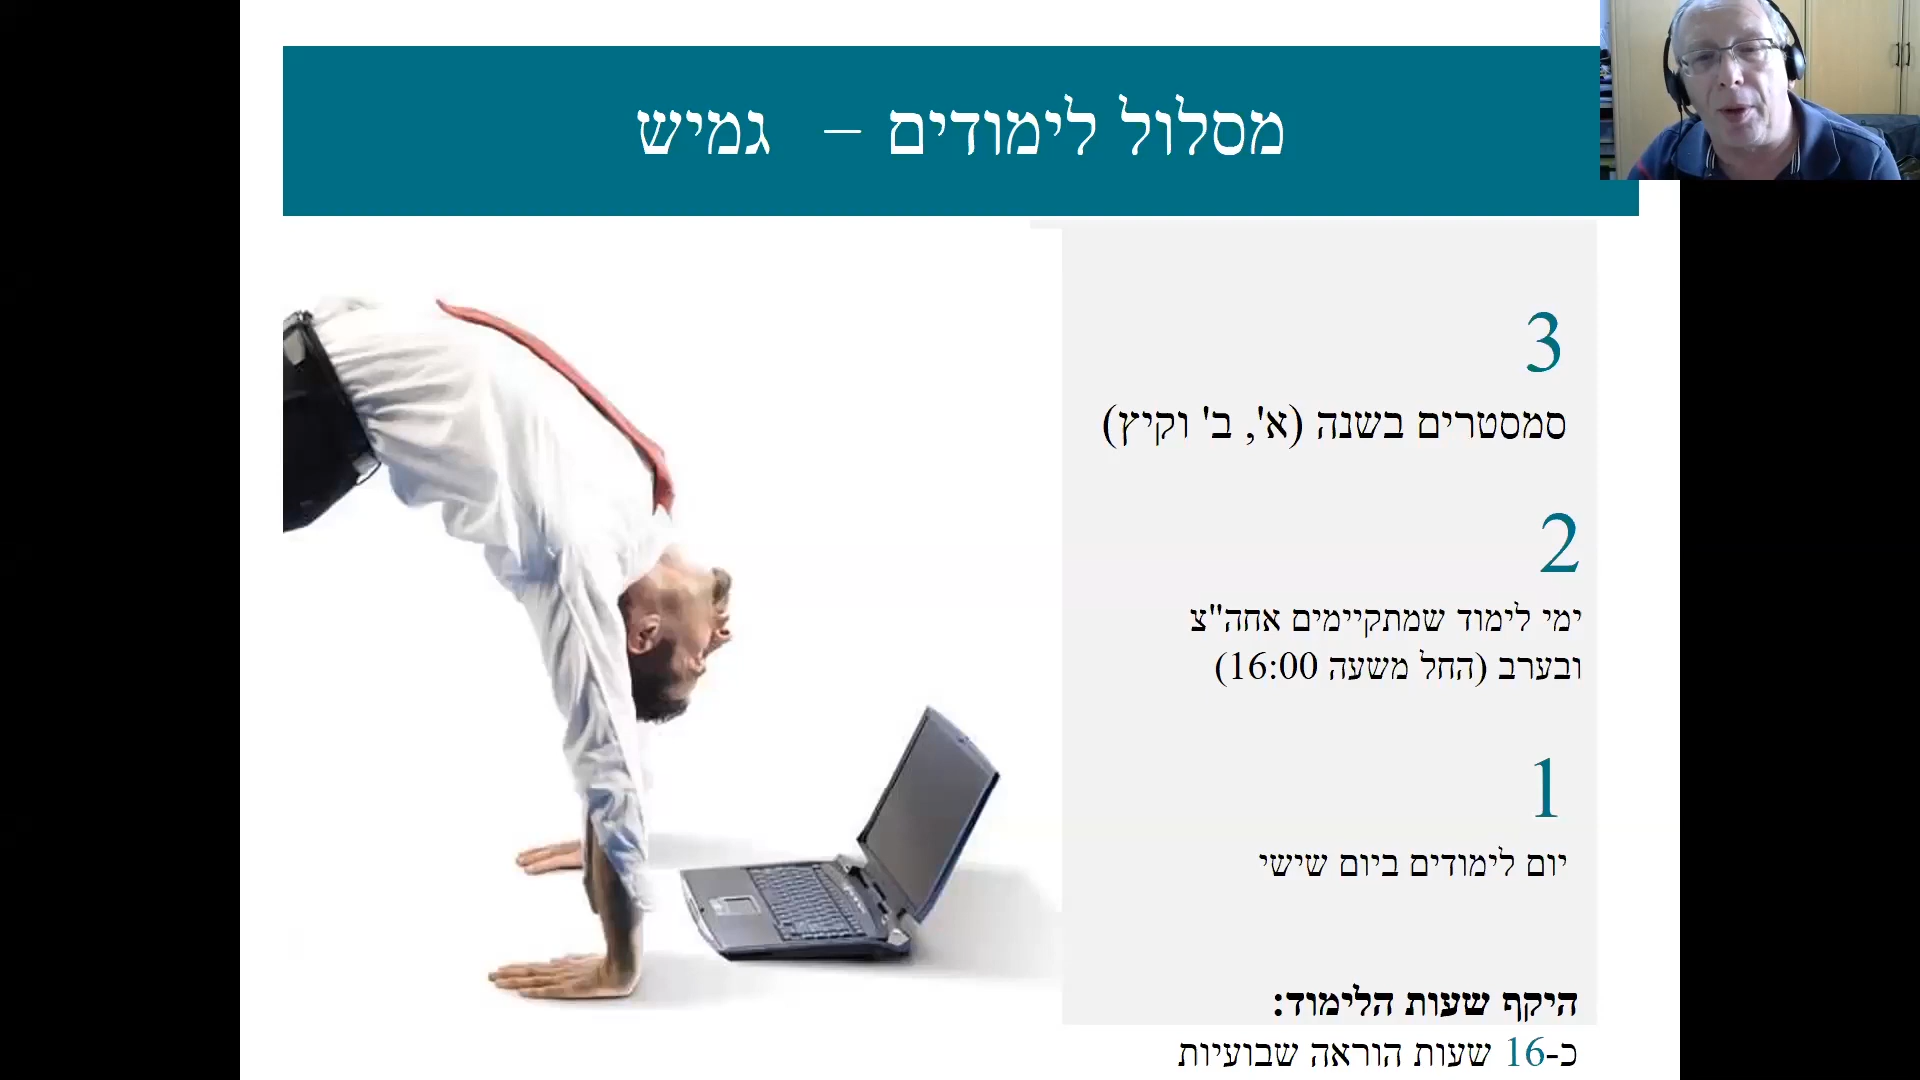 מסלול לימודים – גמיש
3
סמסטרים בשנה (א', ב' וקיץ)
2
ימי לימוד שמתקיימים אחה"צ
ובערב (החל משעה 16:00)
1
יום לימודים ביום שישי
היקף שעות הלימוד:
כ-16 שעות הוראה שבועיות